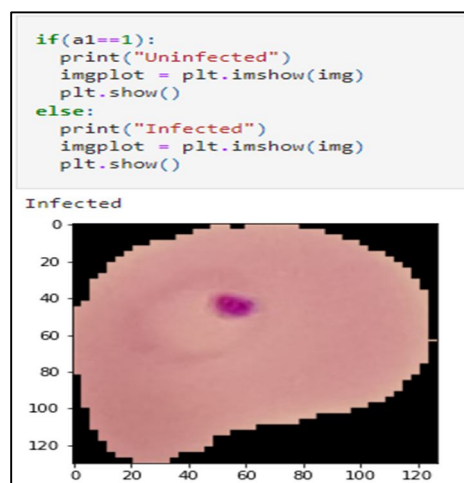 if(a1==1):
  print("Uninfected")
  imgplot = plt.imshow(img)
  plt.show()
else:
  print("Infected")
  imgplot = plt.imshow(img)
  plt.show()
Infected
0
20
40
60
80
100
120
0 20 40 60 80 100 120